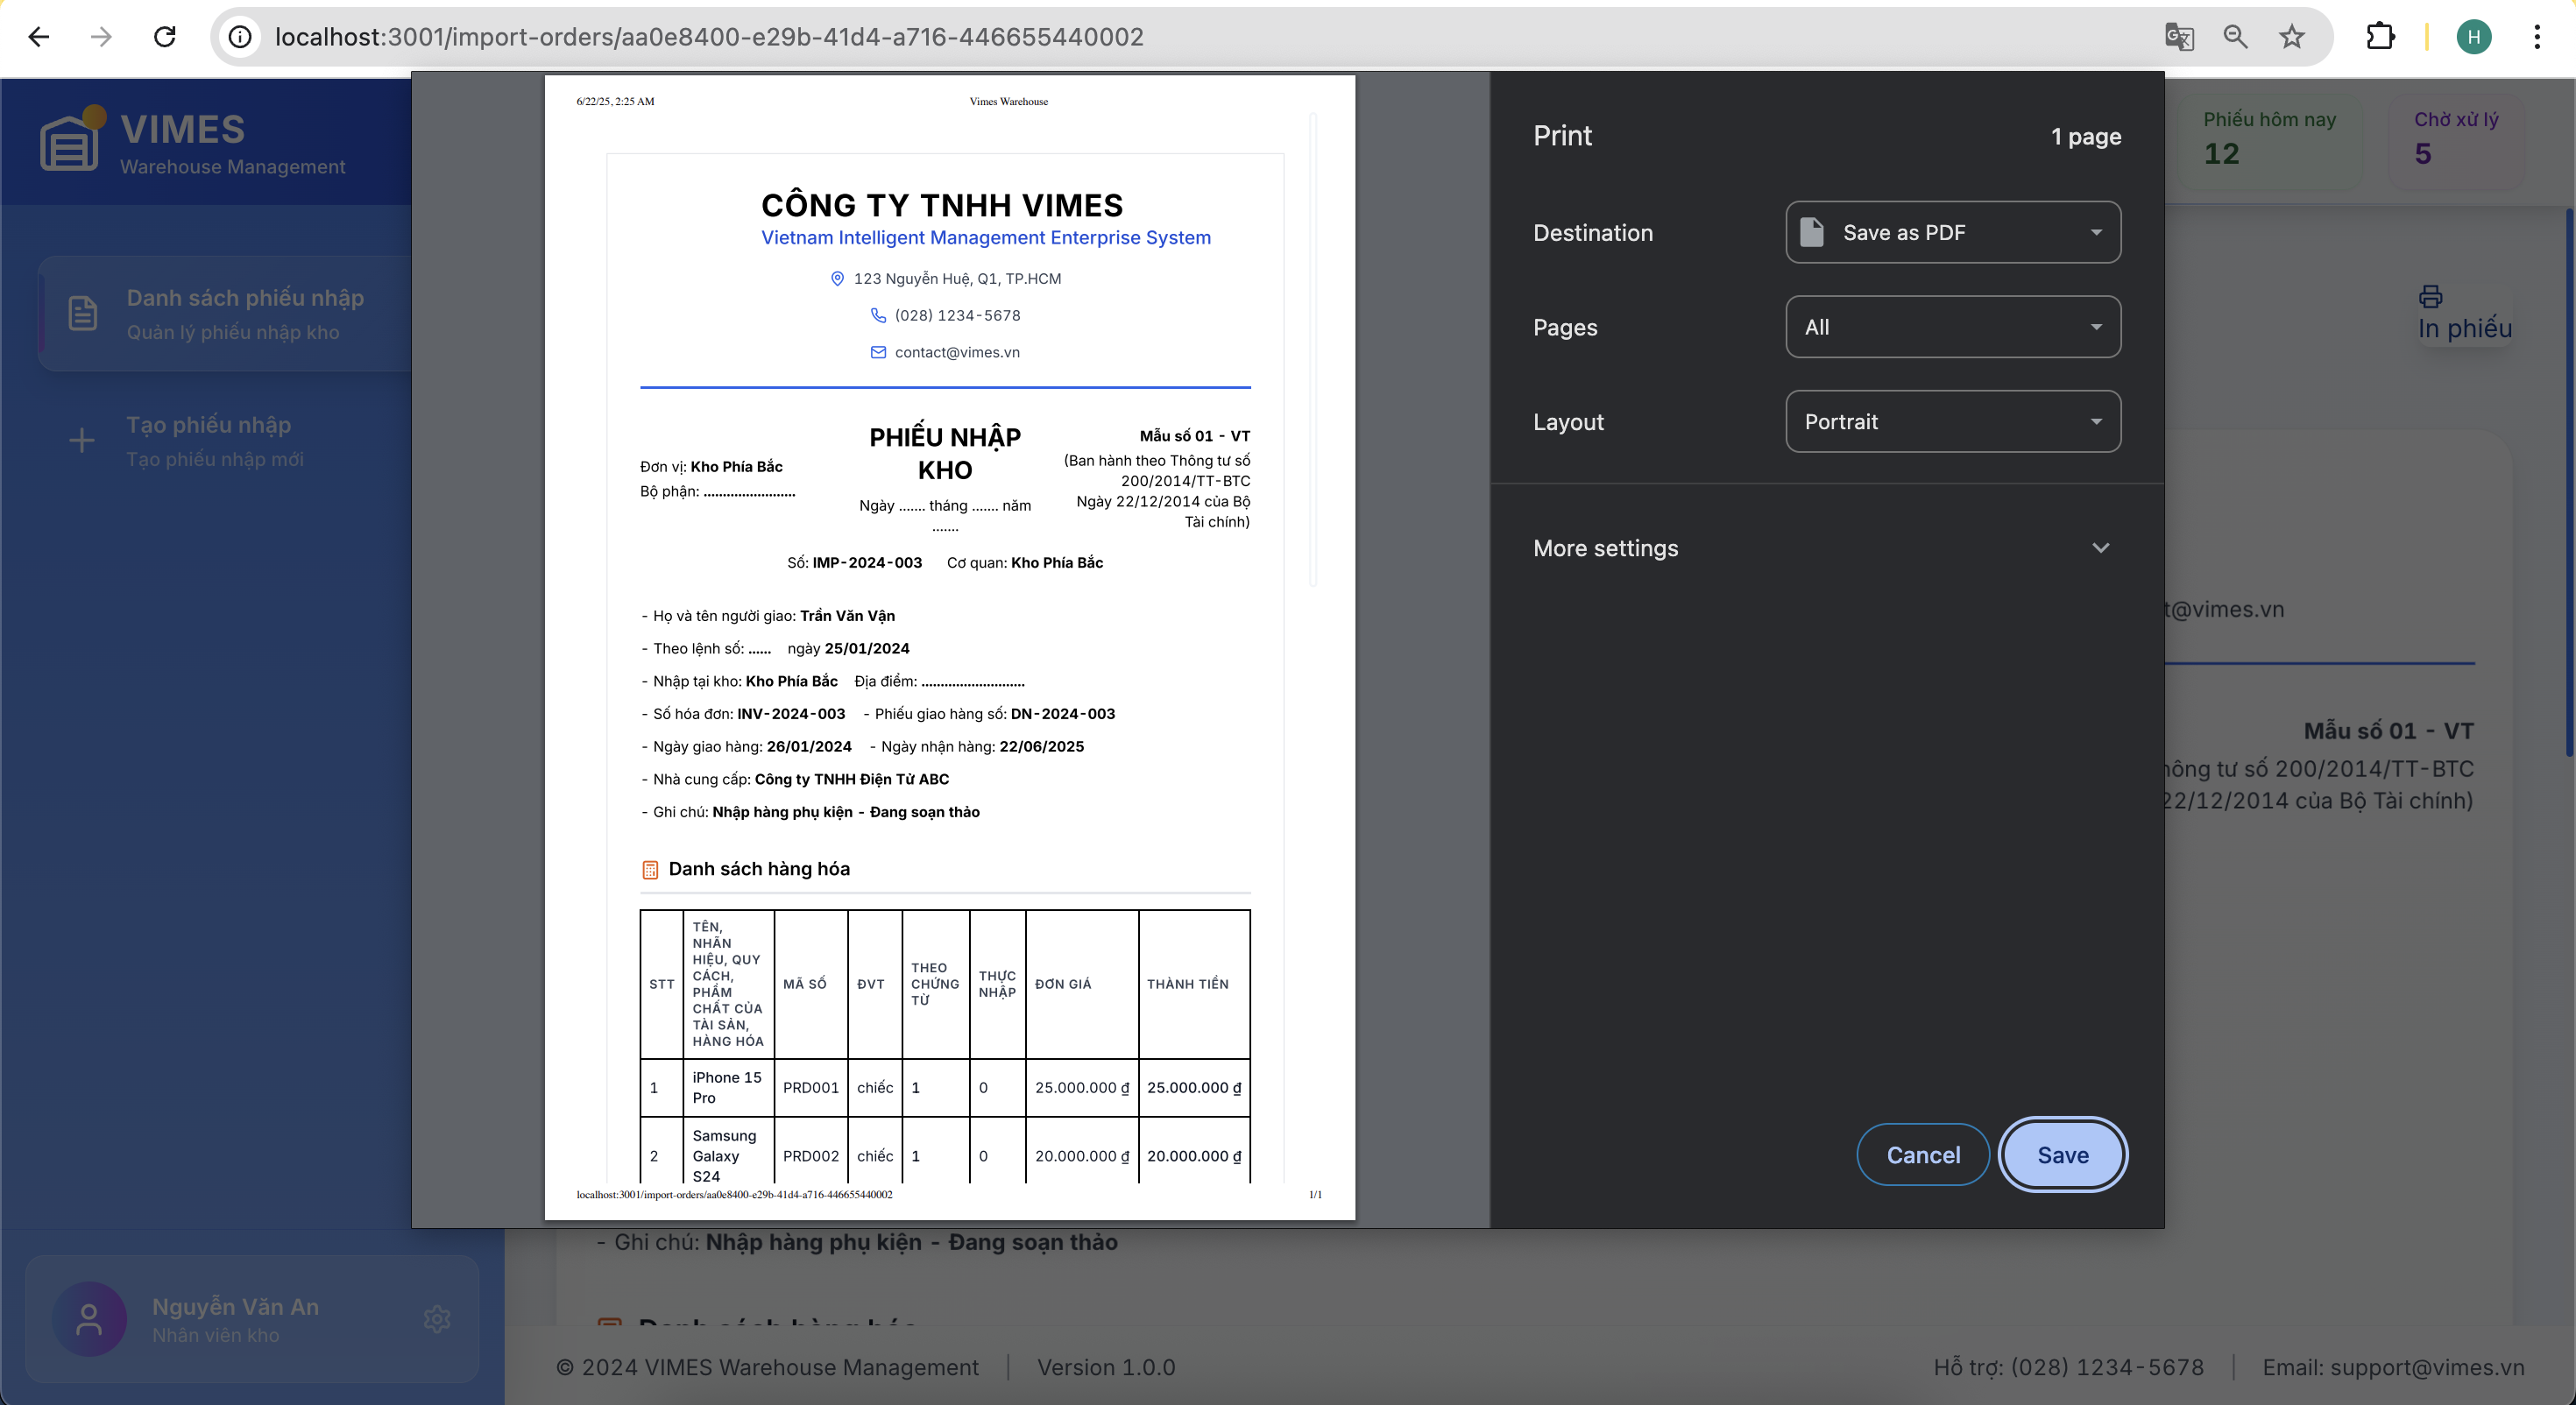 localhost:3001/import-orders/aa0e8400-e29b-41d4-a716-446655440002
H
VIMES
Warehouse Management
Danh sách phiếu nhập
Quản lý phiếu nhập kho
Tạo phiếu nhập
Tạo phiếu nhập mới
Nguyễn Văn An
Nhân viên kho
Phiếu hôm nay
12
Chờ xử lý
5
In phiếu
t@vimes.vn
Mẫu số 01 - VT
hông tư số 200/2014/TT-BTC
22/12/2014 của Bộ Tài chính)
6/22/25, 2:25 AM
Vimes Warehouse
CÔNG TY TNHH VIMES
Vietnam Intelligent Management Enterprise System
123 Nguyễn Huệ, Q1, TP.HCM
(028) 1234-5678
contact@vimes.vn
Đơn vị: Kho Phía Bắc
Bộ phận: ........................
PHIẾU NHẬP
KHO
Ngày ....... tháng ....... năm
.......
Mẫu số 01 - VT
(Ban hành theo Thông tư số
200/2014/TT-BTC
Ngày 22/12/2014 của Bộ
Tài chính)
Số: IMP-2024-003 Cơ quan: Kho Phía Bắc
- Họ và tên người giao: Trần Văn Vận
- Theo lệnh số: ...... ngày 25/01/2024
- Nhập tại kho: Kho Phía Bắc Địa điểm: ...........................
- Số hóa đơn: INV-2024-003 - Phiếu giao hàng số: DN-2024-003
- Ngày giao hàng: 26/01/2024 - Ngày nhận hàng: 22/06/2025
- Nhà cung cấp: Công ty TNHH Điện Tử ABC
- Ghi chú: Nhập hàng phụ kiện - Đang soạn thảo
Danh sách hàng hóa
STT
TÊN,
NHÃN
HIỆU, QUY
CÁCH,
PHẨM
CHẤT CỦA
TÀI SẢN,
HÀNG HÓA
MÃ SỐ
ĐVT
THEO
CHỨNG
TỪ
THỰC
NHẬP
ĐƠN GIÁ
THÀNH TIỀN
1 iPhone 15 Pro PRD001 chiếc 1 0 25.000.000 ₫ 25.000.000 ₫
2 Samsung Galaxy S24 PRD002 chiếc 1 0 20.000.000 ₫ 20.000.000 ₫
localhost:3001/import-orders/aa0e8400-e29b-41d4-a716-446655440002
1/1
Print
1 page
Destination
Save as PDF
Pages
All
Layout
Portrait
More settings
Cancel
Save
- Ghi chú: Nhập hàng phụ kiện - Đang soạn thảo
Danh sách hàng hóa
© 2024 VIMES Warehouse Management
Version 1.0.0
Hỗ trợ: (028) 1234-5678
Email: support@vimes.vn